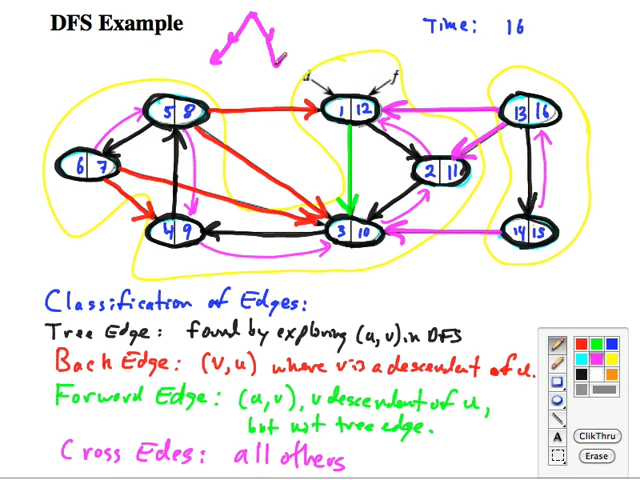 DFS Example
Time: 16
d f
5 8
1 12
13 16
6 7
2 11
4 9
3 10
14 15
Classification of Edges:
Tree Edge: found by exploring (u,v) in DFS
Back Edge: (v,u) where v is a descendent of u.
Forward Edge: (u,v), v descendent of u,
but not tree edge.
Cross Edes: all others
A
ClikThru
Erase